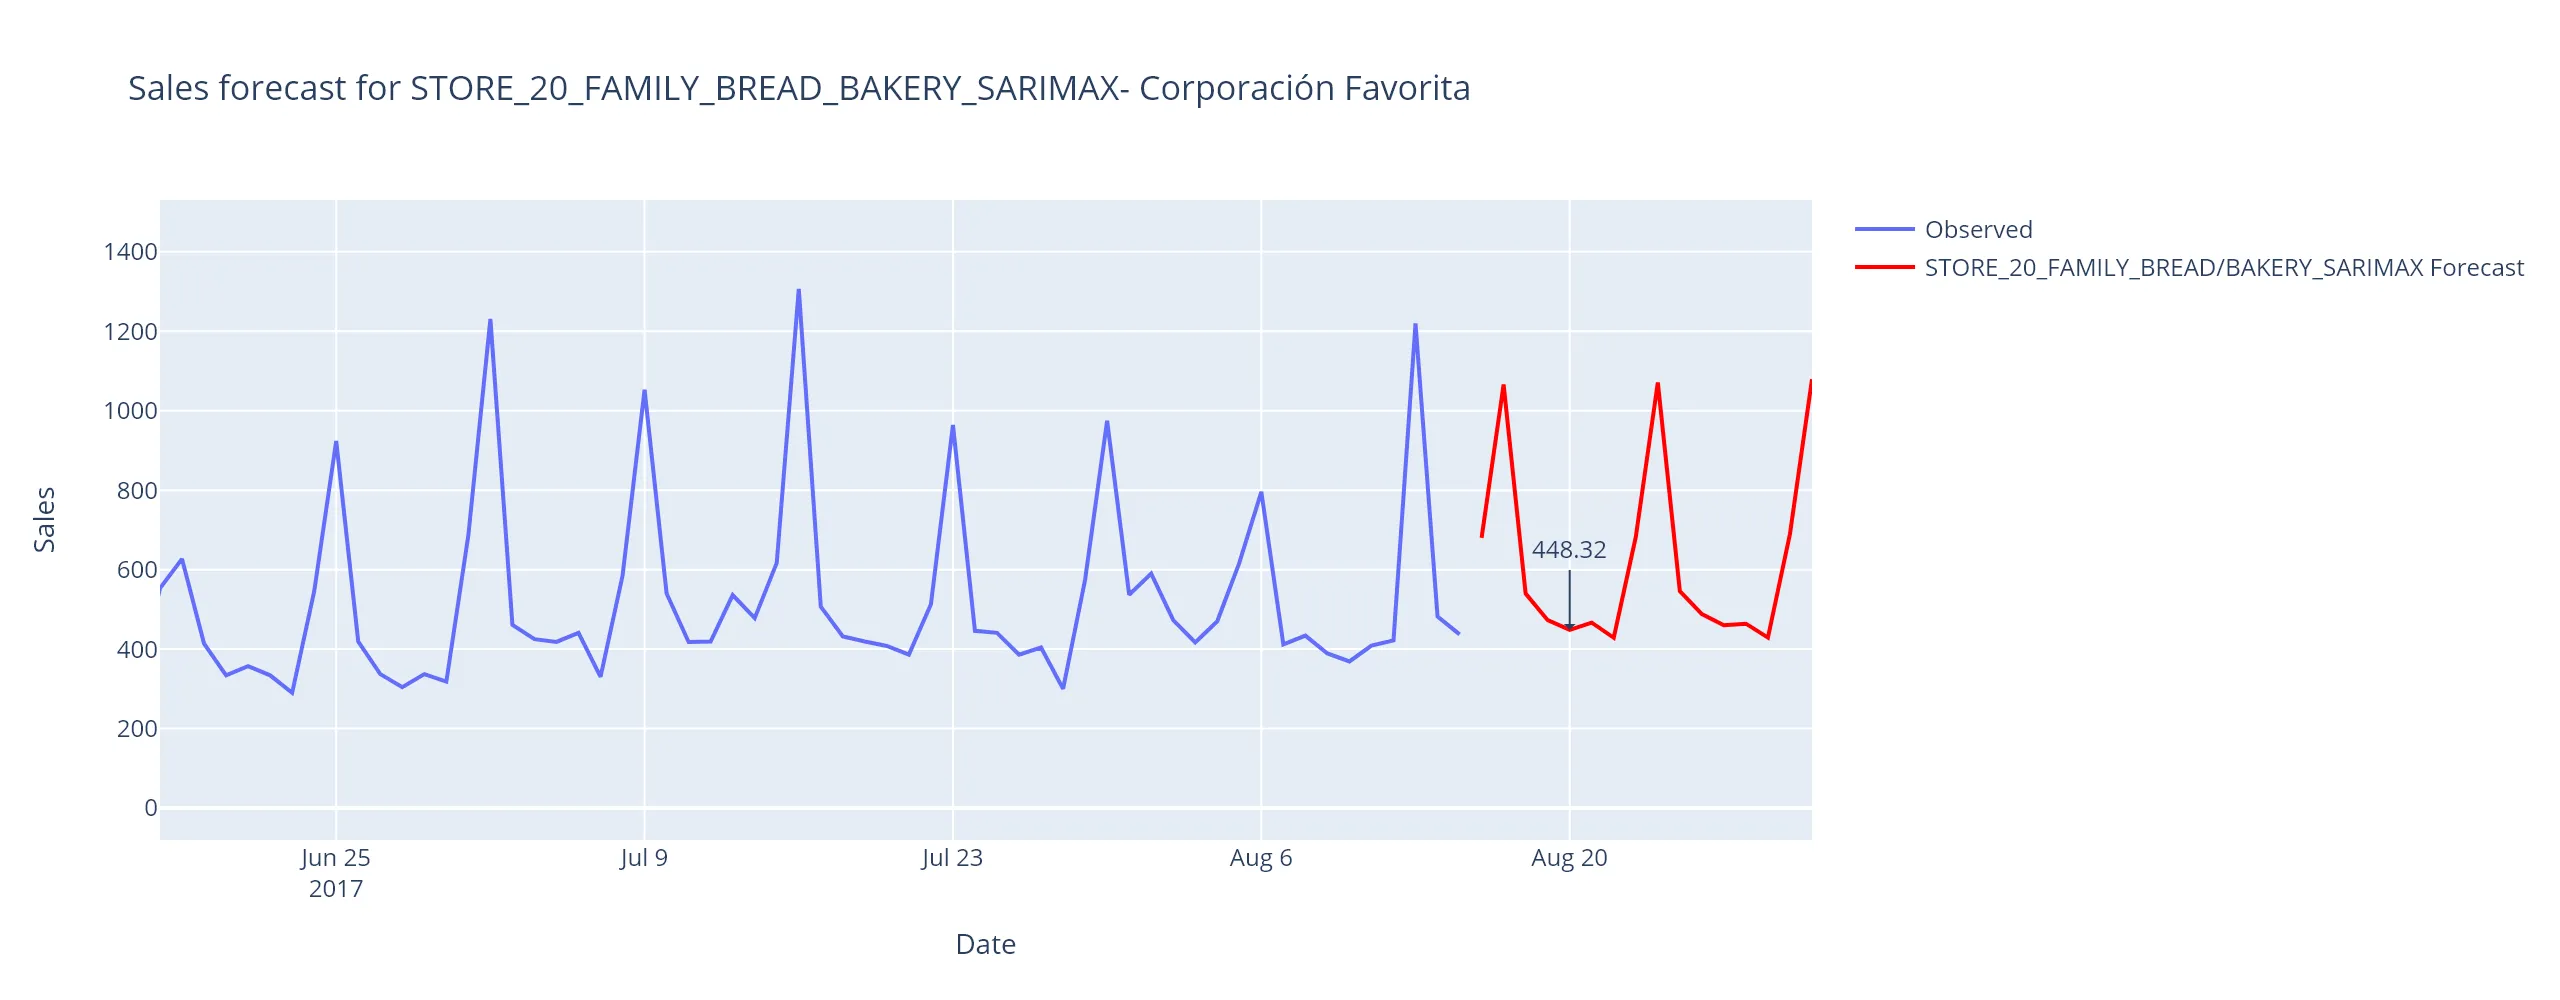 Sales forecast for STORE_20_FAMILY_BREAD_BAKERY_SARIMAX- Corporación Favorita
Observed
STORE_20_FAMILY_BREAD/BAKERY_SARIMAX Forecast
1400
1200
1000
800
600
400
200
0
Sales
448.32
Jun 25
2017
Jul 9
Jul 23
Aug 6
Aug 20
Date